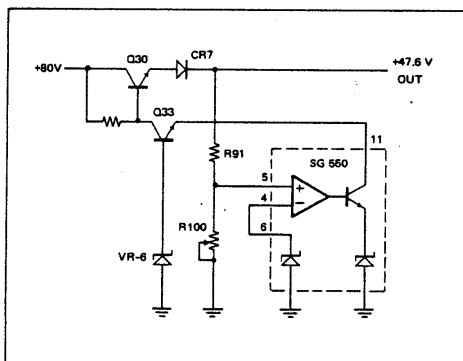 +80V
Q30
CR7
+47.6 V
OUT
Q33
11
R91
SG 550
5
+
4
−
6
R100
VR-6